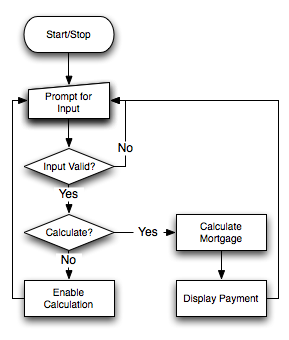 Start/Stop
Prompt for
Input
No
Input Valid?
Yes
Calculate?
Yes
Calculate
Mortgage
No
Enable
Calculation
Display Payment